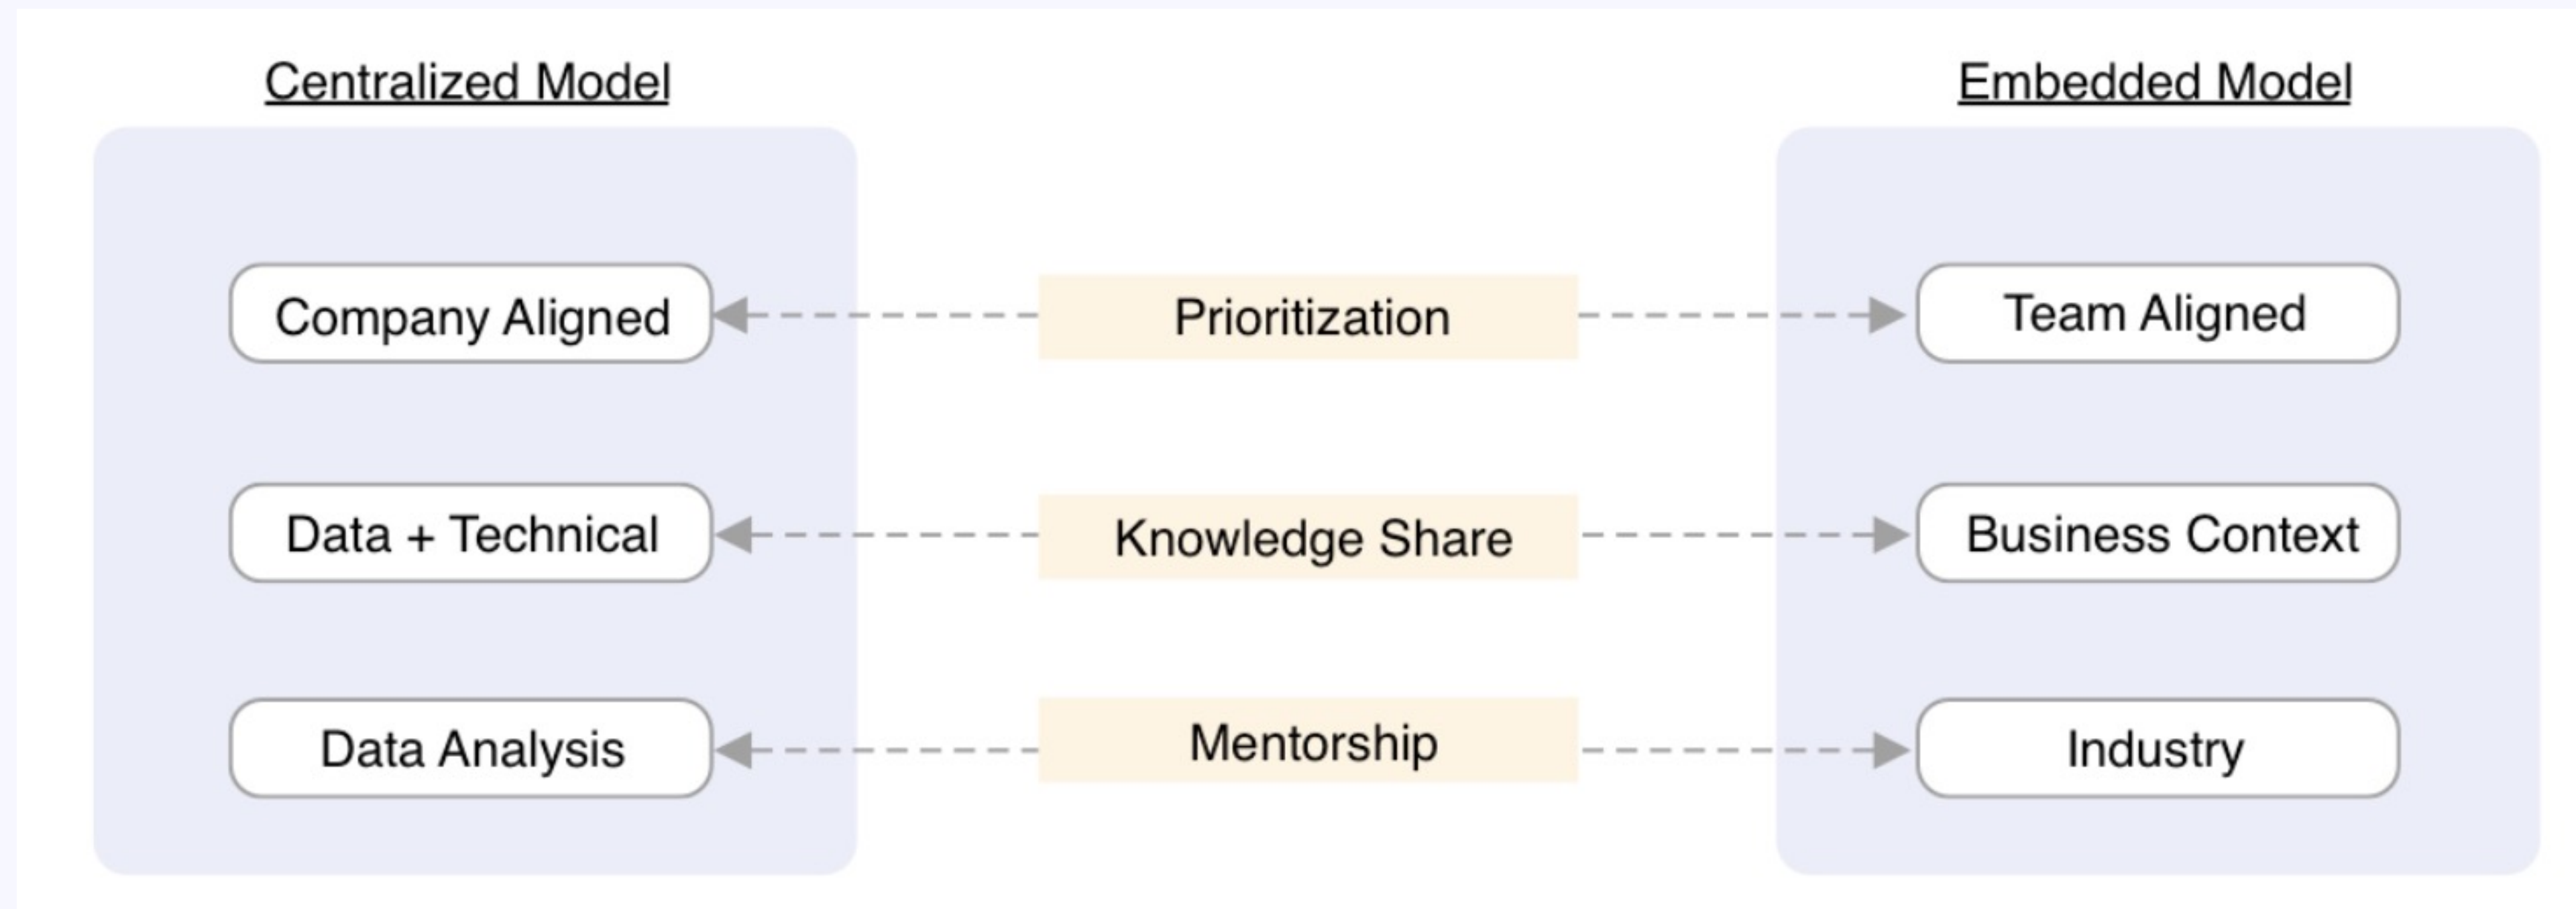 Centralized Model
Embedded Model
Company Aligned
Prioritization
Team Aligned
Data + Technical
Knowledge Share
Business Context
Data Analysis
Mentorship
Industry